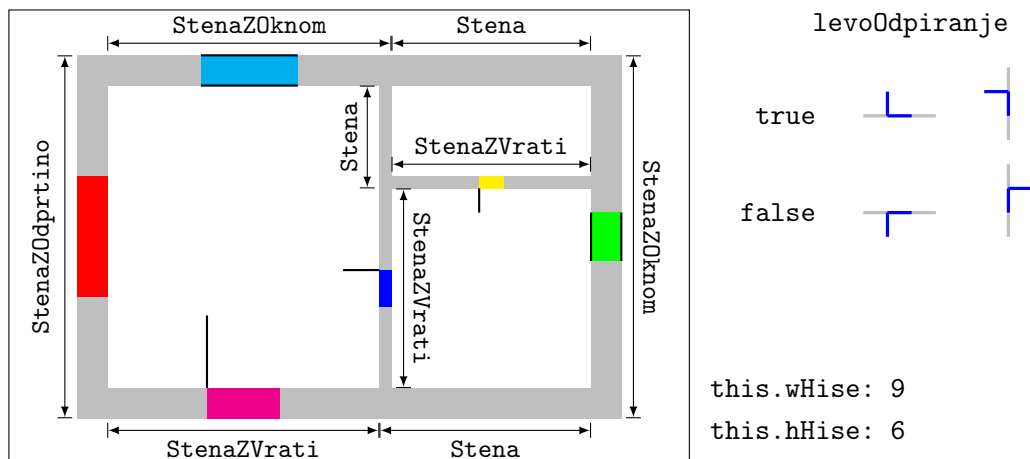 StenaZOknom
Stena
StenaZOdprtino
Stena
StenaZVrati
StenaZVrati
StenaZOknom
StenaZVrati
Stena
levoOdpiranje
true
false
this.wHise: 9
this.hHise: 6